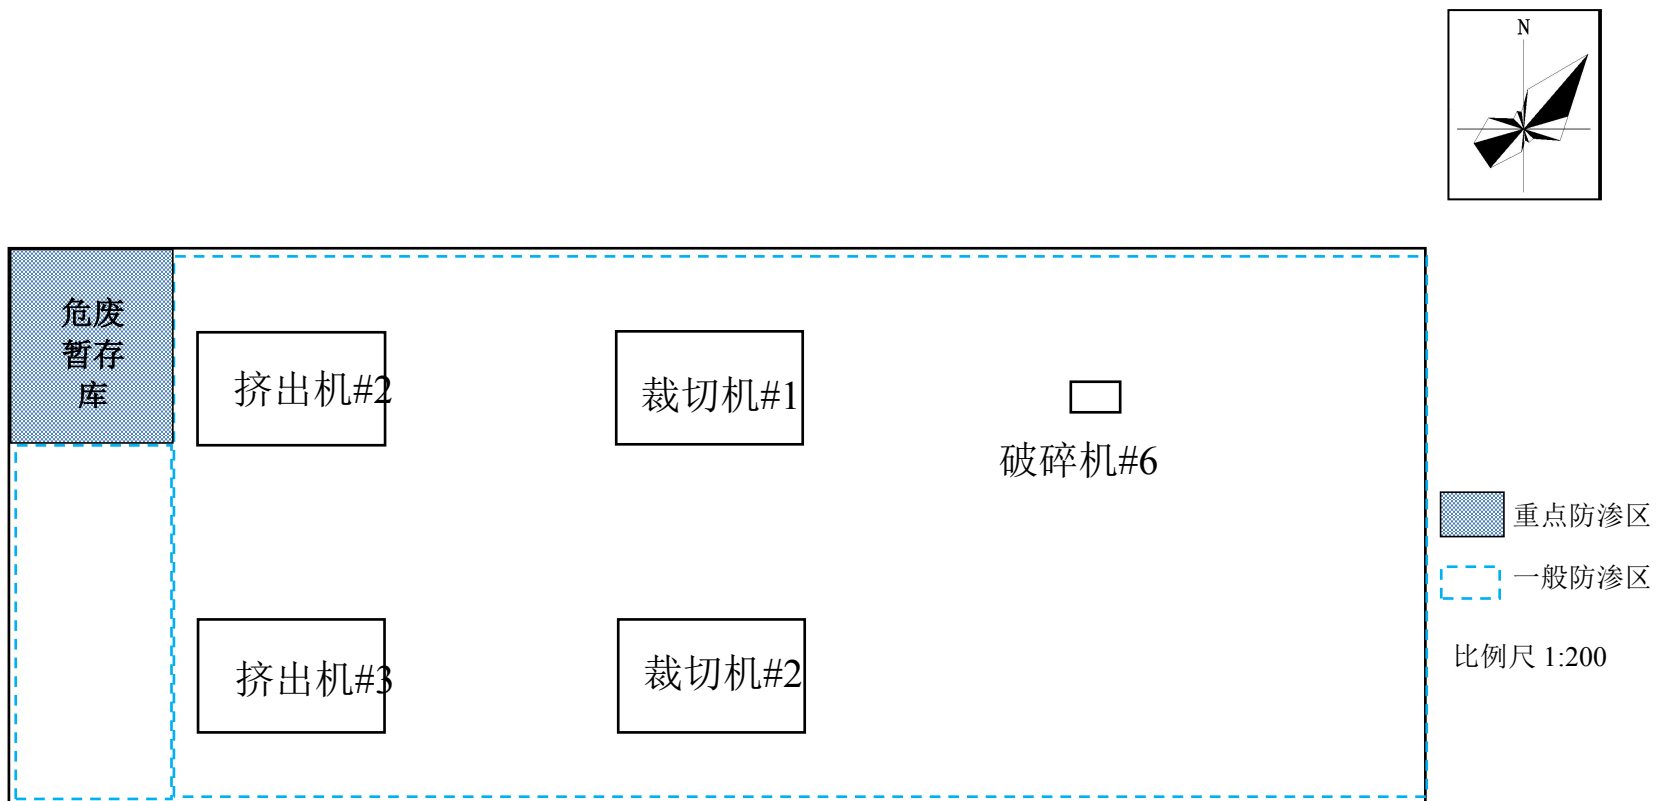 N
危废
暂存
库
挤出机#2
裁切机#1
破碎机#6
重点防渗区
一般防渗区
挤出机#3
裁切机#2
比例尺 1:200